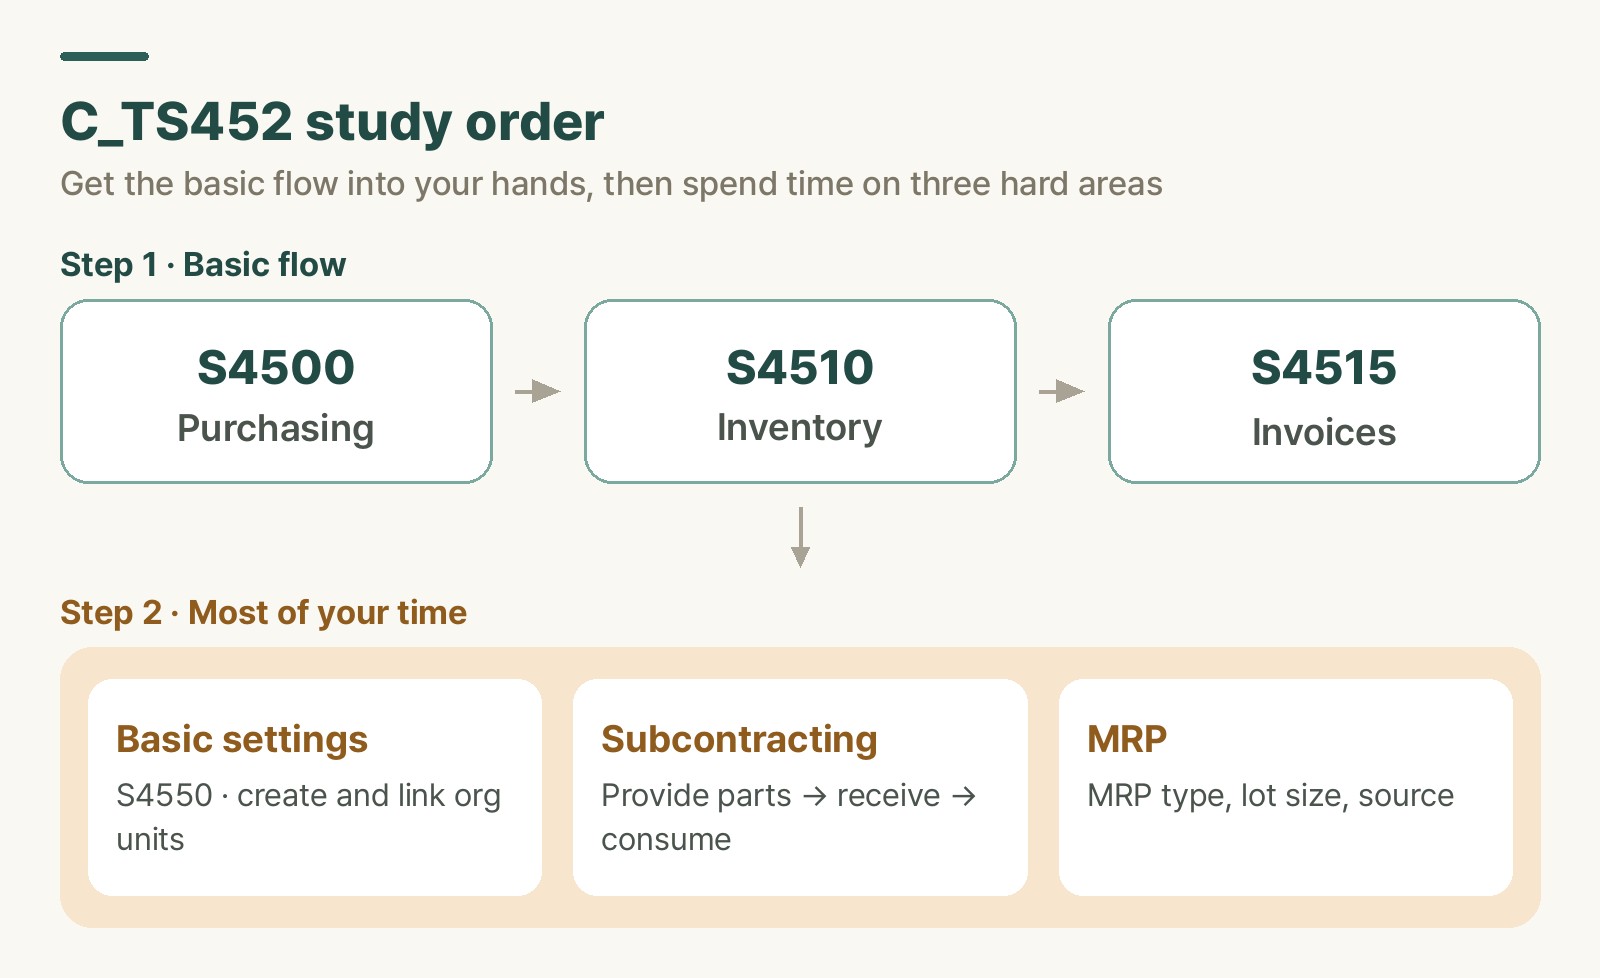 C_TS452 study order
Get the basic flow into your hands, then spend time on three hard areas
Step 1 · Basic flow
S4500
Purchasing
S4510
Inventory
S4515
Invoices
Step 2 · Most of your time
Basic settings
S4550 · create and link org
units
Subcontracting
Provide parts → receive →
consume
MRP
MRP type, lot size, source